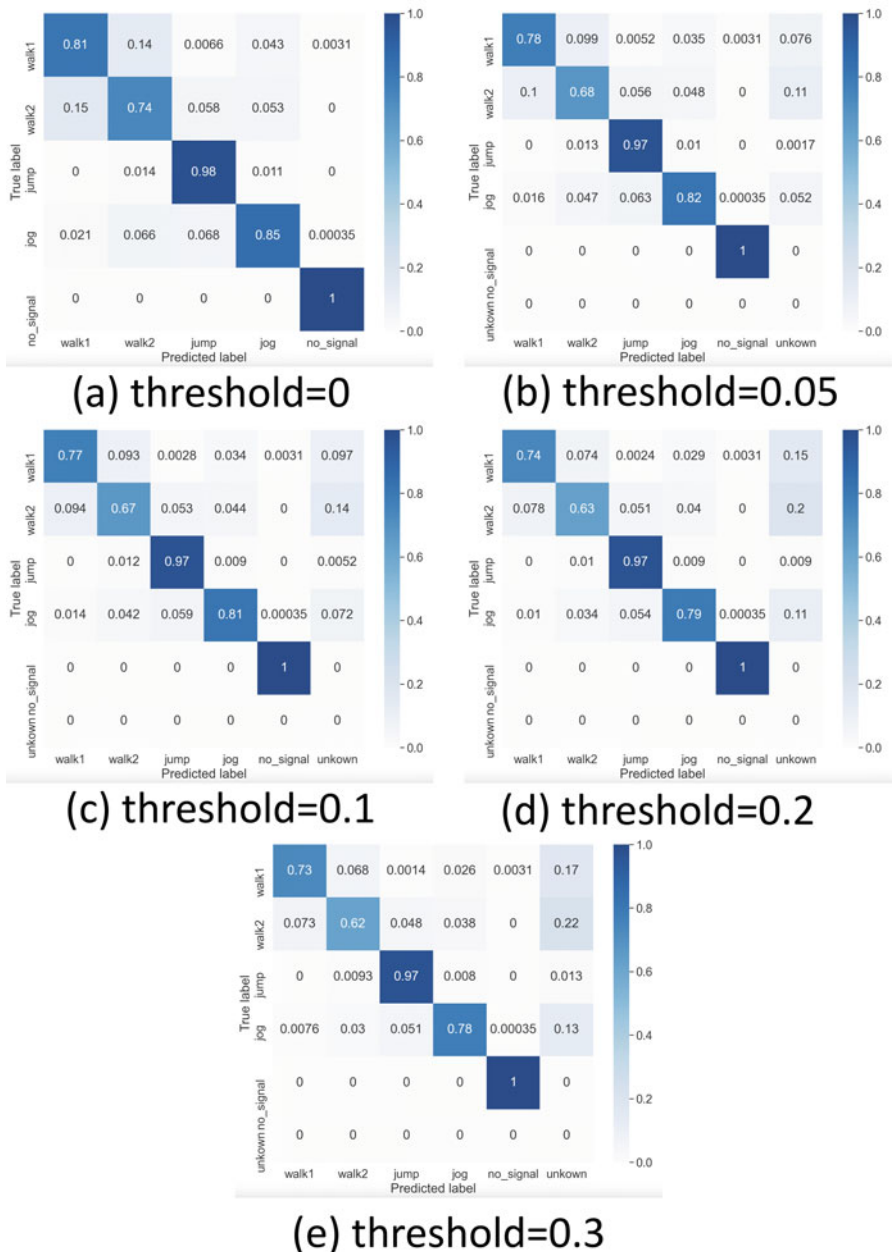 1.0
walk1 0.81 0.14 0.0066 0.043 0.0031
0.8
walk2 0.15 0.74 0.058 0.053 0
0.6
True label
jump 0 0.014 0.98 0.011 0
0.4
jog 0.021 0.066 0.068 0.85 0.00035
0.2
no_signal 0 0 0 0 1
0.0
walk1 walk2 jump jog no_signal
Predicted label
(a) threshold=0
1.0
walk1 0.78 0.099 0.0052 0.035 0.0031 0.076
0.8
walk2 0.1 0.68 0.056 0.048 0 0.11
0.6
True label
jump 0 0.013 0.97 0.01 0 0.0017
0.4
jog 0.016 0.047 0.063 0.82 0.00035 0.052
no_signal 0 0 0 0 1 0
0.2
unkown 0 0 0 0 0 0
0.0
walk1 walk2 jump jog no_signal unkown
Predicted label
(b) threshold=0.05
1.0
walk1 0.77 0.093 0.0028 0.034 0.0031 0.097
0.8
walk2 0.094 0.67 0.053 0.044 0 0.14
0.6
True label
jump 0 0.012 0.97 0.009 0 0.0052
0.4
jog 0.014 0.042 0.059 0.81 0.00035 0.072
no_signal 0 0 0 0 1 0
0.2
unkown 0 0 0 0 0 0
0.0
walk1 walk2 jump jog no_signal unkown
Predicted label
(c) threshold=0.1
1.0
walk1 0.74 0.074 0.0024 0.029 0.0031 0.15
0.8
walk2 0.078 0.63 0.051 0.04 0 0.2
0.6
True label
jump 0 0.01 0.97 0.009 0 0.009
0.4
jog 0.01 0.034 0.054 0.79 0.00035 0.11
no_signal 0 0 0 0 1 0
0.2
unkown 0 0 0 0 0 0
0.0
walk1 walk2 jump jog no_signal unkown
Predicted label
(d) threshold=0.2
1.0
walk1 0.73 0.068 0.0014 0.026 0.0031 0.17
0.8
walk2 0.073 0.62 0.048 0.038 0 0.22
0.6
True label
jump 0 0.0093 0.97 0.008 0 0.013
0.4
jog 0.0076 0.03 0.051 0.78 0.00035 0.13
no_signal 0 0 0 0 1 0
0.2
unkown 0 0 0 0 0 0
0.0
walk1 walk2 jump jog no_signal unkown
Predicted label
(e) threshold=0.3